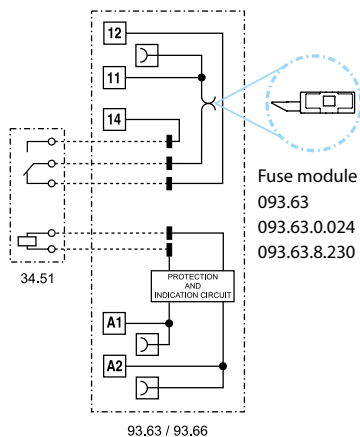 12
11
14
Fuse module
093.63
093.63.0.024
093.63.8.230
34.51
PROTECTION
AND
INDICATION CIRCUIT
A1
A2
93.63 / 93.66